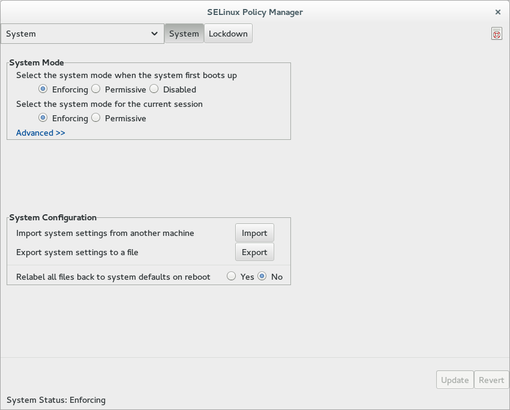 SELinux Policy Manager
×
System
System
Lockdown
System Mode
Select the system mode when the system first boots up
Enforcing Permissive Disabled
Select the system mode for the current session
Enforcing Permissive
Advanced >>
System Configuration
Import system settings from another machine Import
Export system settings to a file Export
Relabel all files back to system defaults on reboot Yes No
Update Revert
System Status: Enforcing